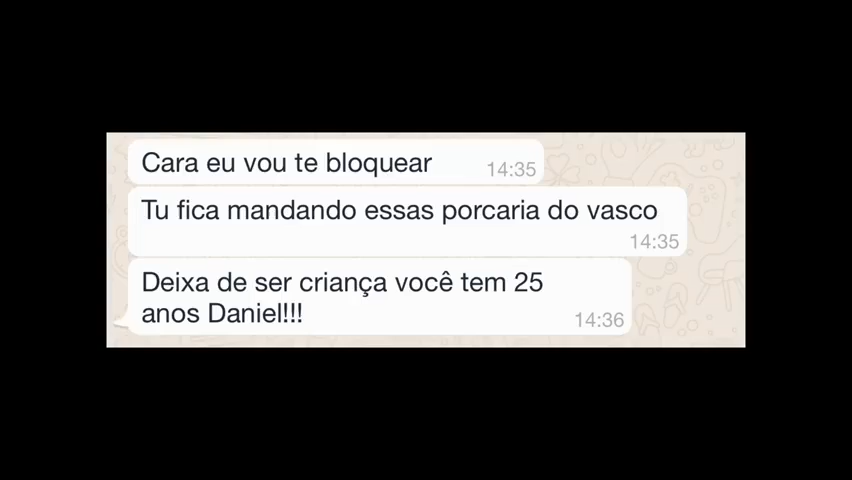 Cara eu vou te bloquear
14:35
Tu fica mandando essas porcaria do vasco
14:35
Deixa de ser criança você tem 25
anos Daniel!!!
14:36